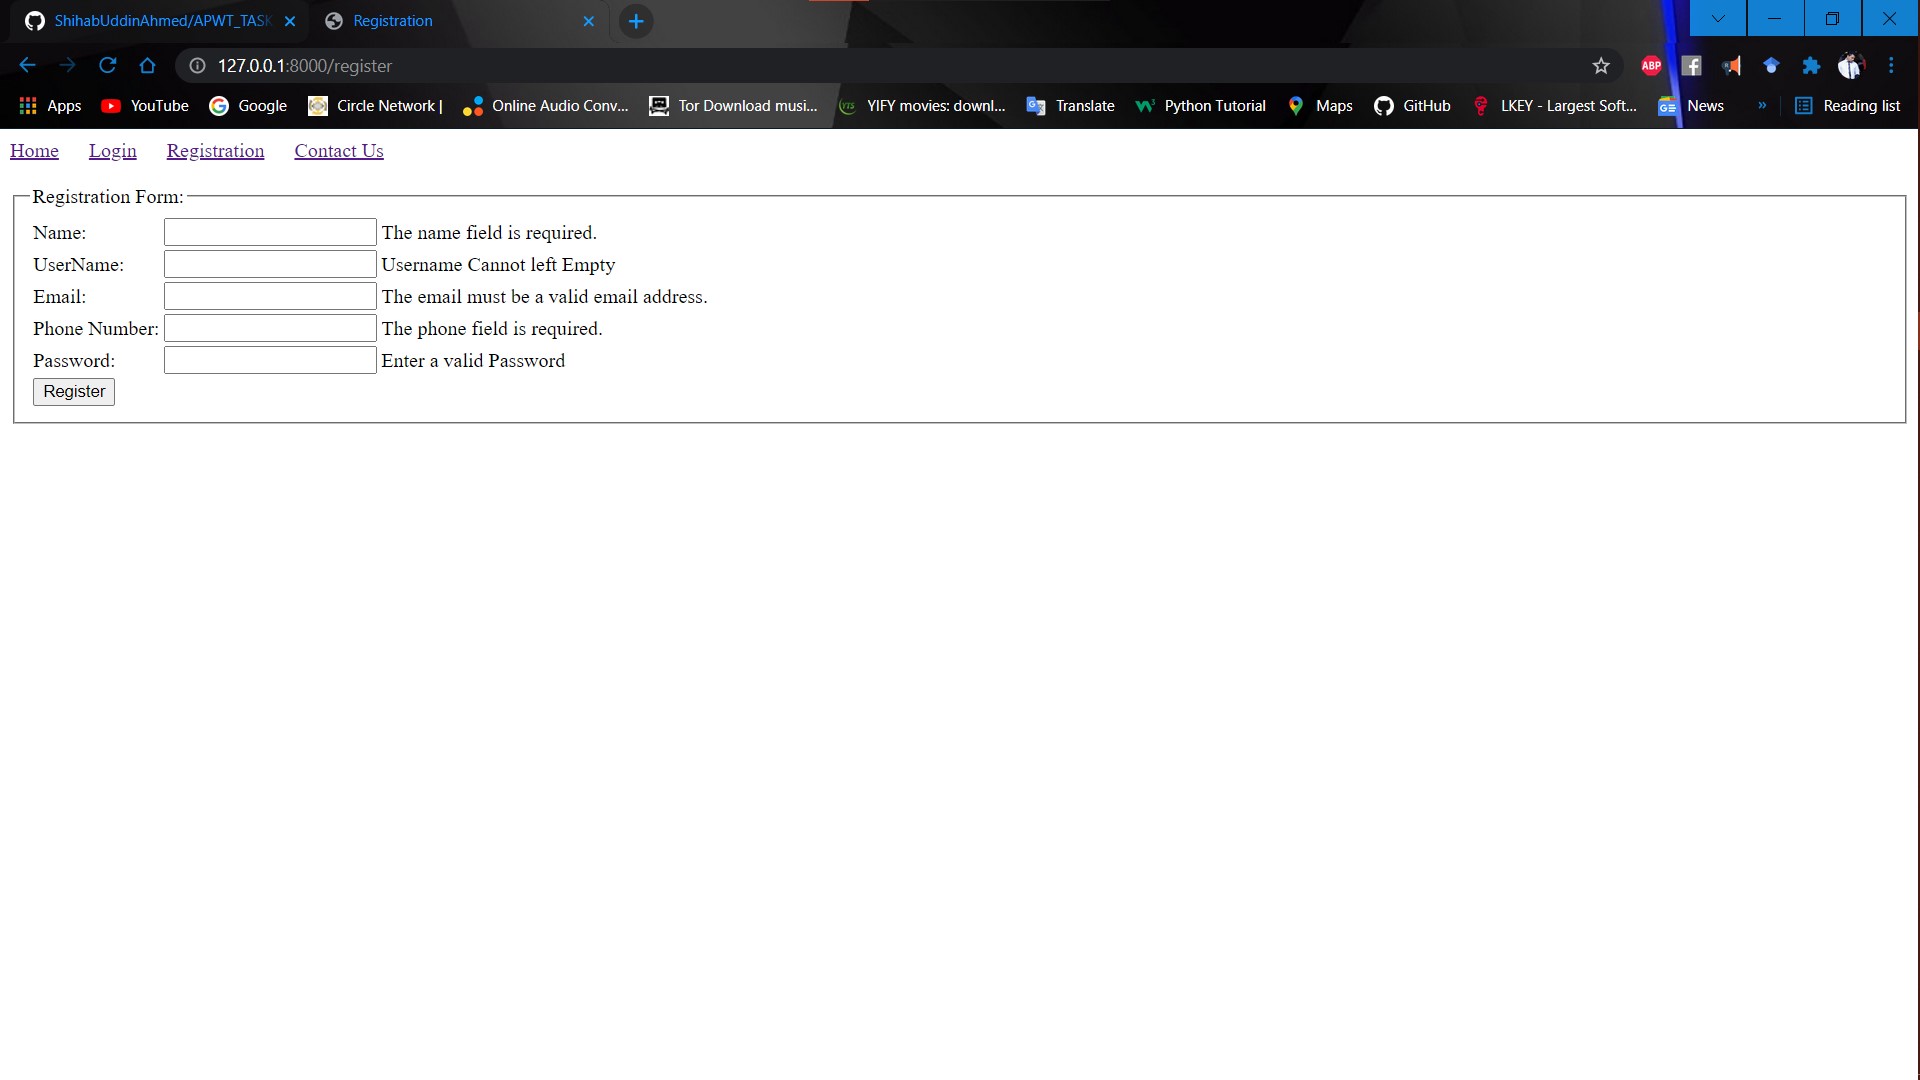 ShihabUddinAhmed/APWT_TASK
Registration
127.0.0.1:8000/register
ABP
Apps
YouTube
Google
Circle Network |
Online Audio Conv...
Tor Download musi...
YIFY movies: downl...
Translate
Python Tutorial
Maps
GitHub
LKEY - Largest Soft...
News
»
Reading list
Home Login Registration Contact Us
Registration Form:
Name: The name field is required.
UserName: Username Cannot left Empty
Email: The email must be a valid email address.
Phone Number: The phone field is required.
Password: Enter a valid Password
Register